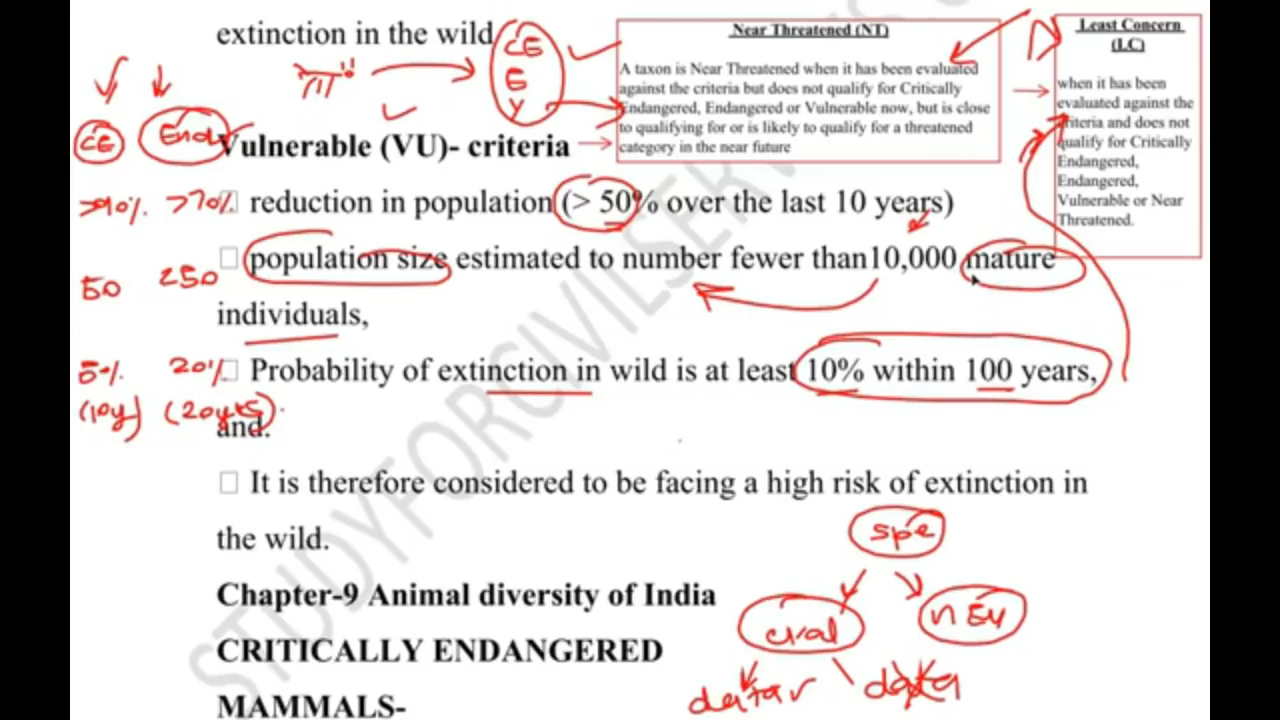 extinction in the wild
CE
E
V
Near Threatened (NT)
A taxon is Near Threatened when it has been evaluated
against the criteria but does not qualify for Critically
Endangered, Endangered or Vulnerable now, but is close
to qualifying for or is likely to qualify for a threatened
category in the near future
Least Concern
(LC)
when it has been
evaluated against the
criteria and does not
qualify for Critically
Endangered,
Endangered,
Vulnerable or Near
Threatened.
CE
End
Vulnerable (VU)- criteria
>90% >70%
reduction in population (> 50% over the last 10 years)
50 250
population size estimated to number fewer than10,000 mature
individuals,
50% 20%
Probability of extinction in wild is at least 10% within 100 years,
(10y) (20yrs)
and.
It is therefore considered to be facing a high risk of extinction in
the wild.
spe
Chapter-9 Animal diversity of India
eval
n Ev
CRITICALLY ENDANGERED
MAMMALS-
data
STUDYFORCIVILSERVICES